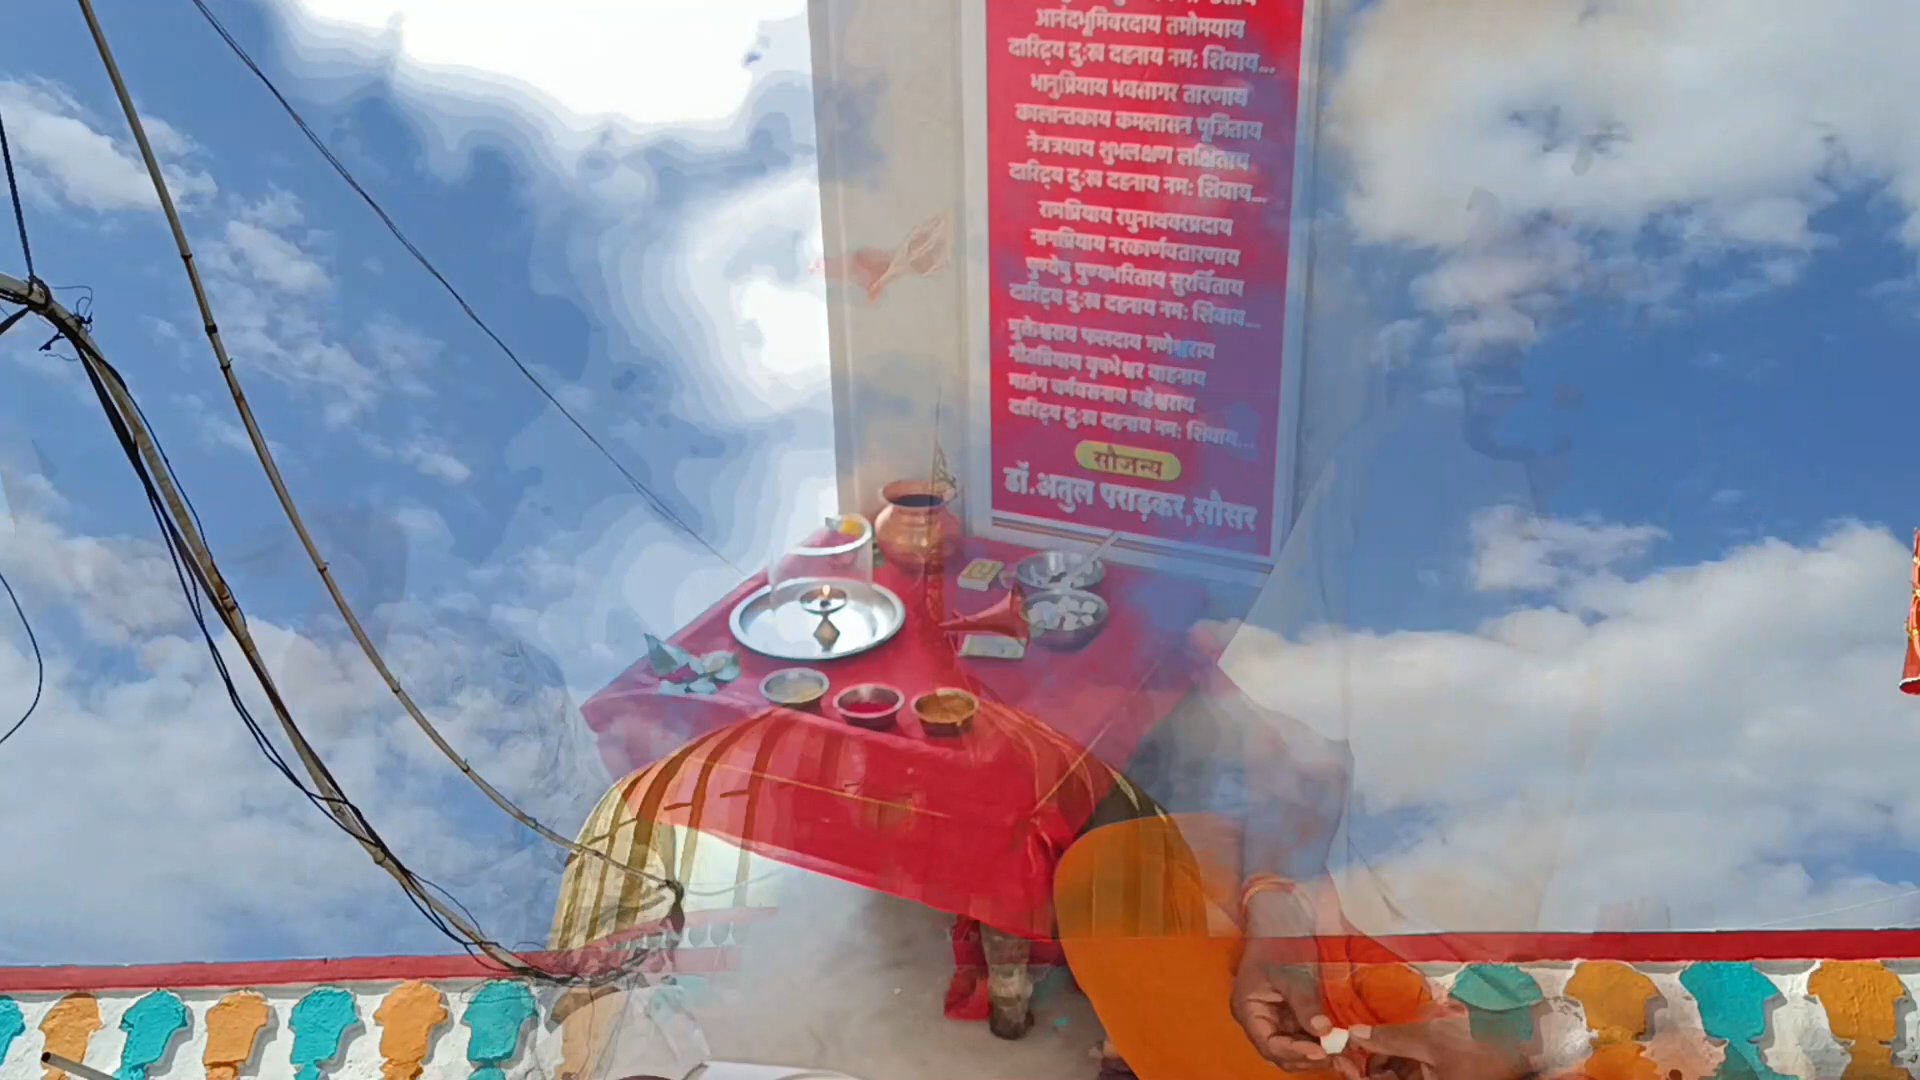 आनंदभूमिवरदाय तमोमयाय
दारिद्र्य दुःख दहनाय नमः शिवाय...
भानुप्रियाय भवसागर तारणाय
कालान्तकाय कमलासन पूजिताय
नेत्रत्रयाय शुभलक्षण लक्षिताय
दारिद्र्य दुःख दहनाय नमः शिवाय...
रामप्रियाय रघुनाथवरप्रदाय
नागप्रियाय नरकार्णवतारणाय
पुण्येषु पुण्यभरिताय सुरर्चिताय
दारिद्र्य दुःख दहनाय नमः शिवाय...
मुक्तेश्वराय फलदाय गणेश्वराय
गीतप्रियाय वृषभेश्वर वाहनाय
मातंग चर्मवसनाय महेश्वराय
दारिद्र्य दुःख दहनाय नमः शिवाय...
सौजन्य
डॉ.अतुल पराड़कर,सौसर